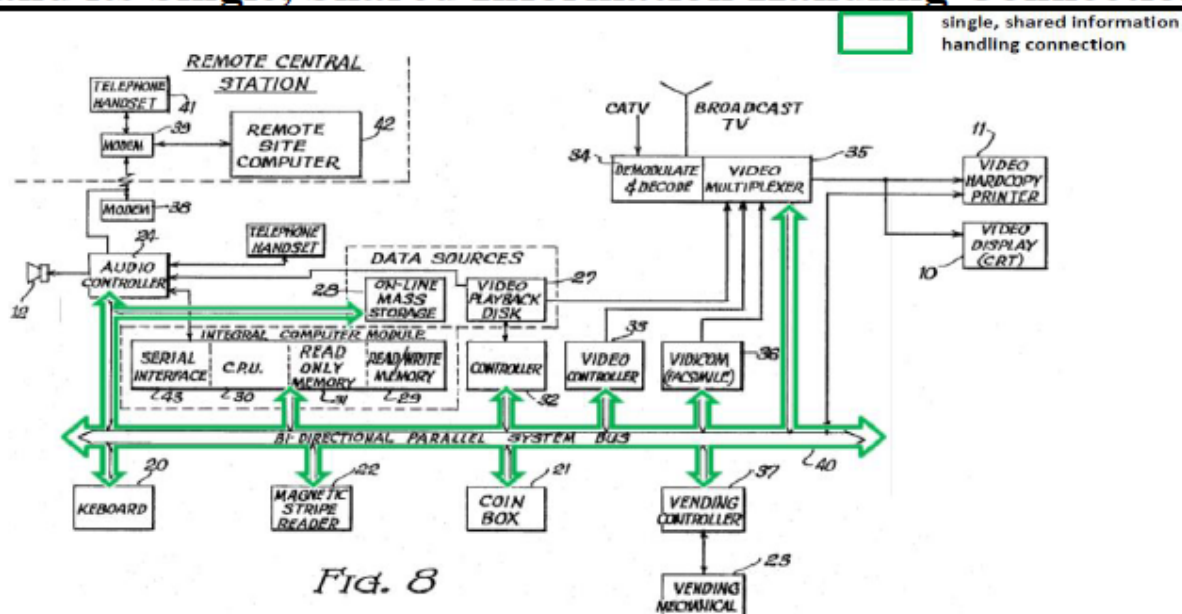 single, shared information
handling connection
REMOTE CENTRAL
STATION
TELEPHONE
HANDSET
41
39
MODEM
REMOTE
SITE
COMPUTER
42
MODEM
38
CATV
BROADCAST
TV
34
DEMODULATE
& DECODE
VIDEO
MULTIPLEXER
35
11
VIDEO
HARDCOPY
PRINTER
VIDEO
DISPLAY
(CRT)
10
24
AUDIO
CONTROLLER
12
TELEPHONE
HANDSET
DATA SOURCES
28
ON-LINE
MASS
STORAGE
VIDEO
PLAYBACK
DISK
27
INTEGRAL COMPUTER MODULE
SERIAL
INTERFACE
43
C.P.U.
30
READ
ONLY
MEMORY
31
READ/WRITE
MEMORY
29
CONTROLLER
32
VIDEO
CONTROLLER
33
VIDICOM
(FACSIMILE)
36
BI-DIRECTIONAL PARALLEL SYSTEM BUS
40
20
KEBOARD
22
MAGNETIC
STRIPE
READER
21
COIN
BOX
37
VENDING
CONTROLLER
23
VENDING
MECHANICAL
FIG. 8